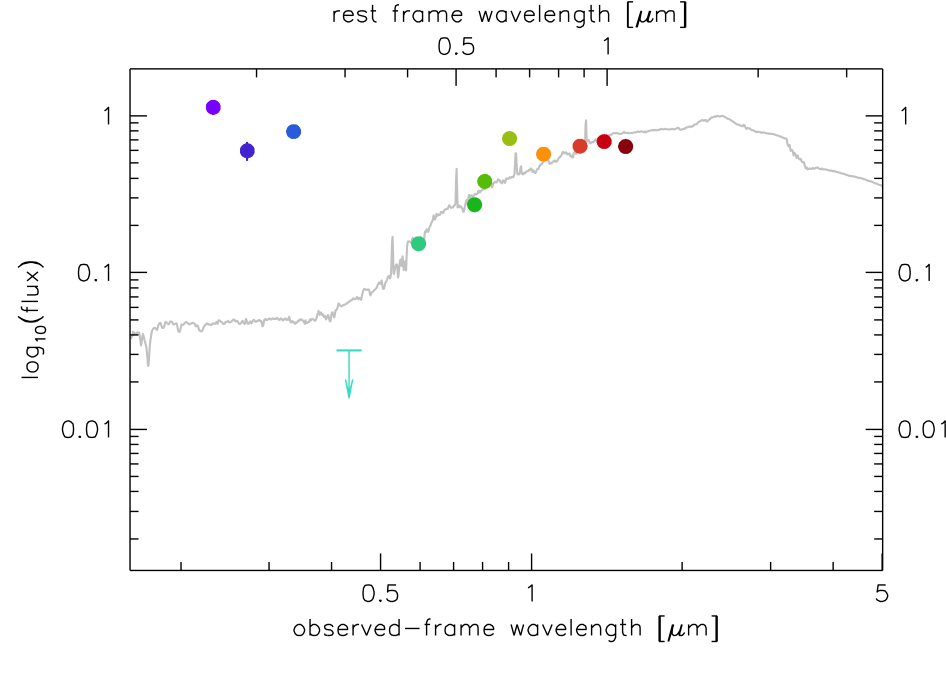 rest frame wavelength [μm]
0.5 1
1 1
0.1 0.1
0.01 0.01
log10(flux)
0.5 1 5
observed-frame wavelength [μm]